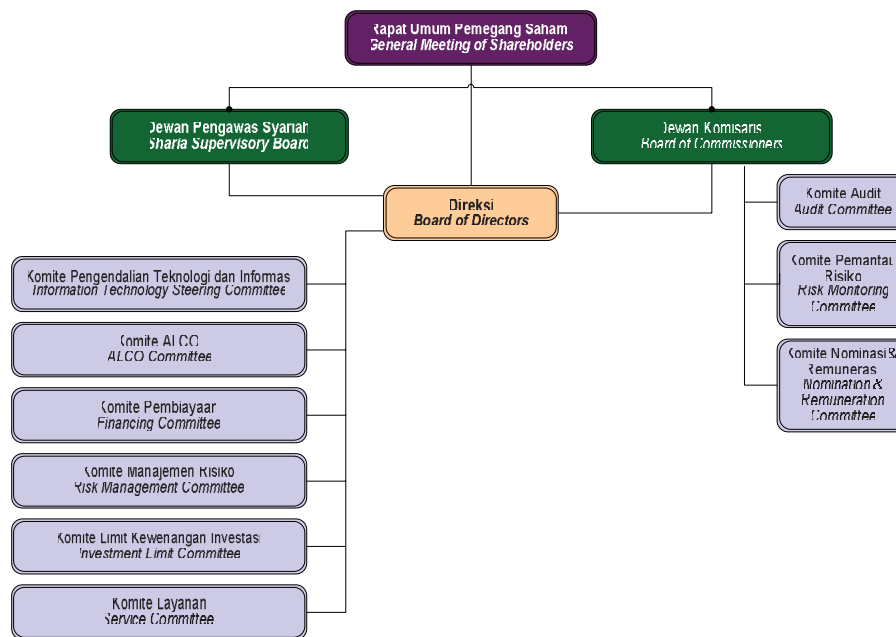 Rapat Umum Pemegang Saham
General Meeting of Shareholders
Dewan Pengawas Syariah
Sharia Supervisory Board
Dewan Komisaris
Board of Commissioners
Direksi
Board of Directors
Komite Audit
Audit Committee
Komite Pemantau
Risiko
Risk Monitoring
Committee
Komite Nominasi &
Remuneras
Nomination &
Remuneration
Committee
Komite Pengendalian Teknologi dan Informas
Information Technology Steering Committee
Komite ALCO
ALCO Committee
Komite Pembiayaan
Financing Committee
Komite Manajemen Risiko
Risk Management Committee
Komite Limit Kewenangan Investasi
Investment Limit Committee
Komite Layanan
Service Committee